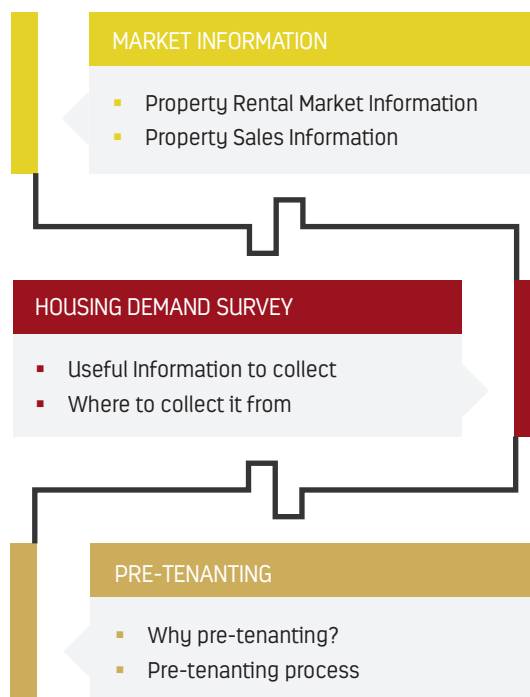 MARKET INFORMATION
▪ Property Rental Market Information
▪ Property Sales Information
HOUSING DEMAND SURVEY
▪ Useful Information to collect
▪ Where to collect it from
PRE-TENANTING
▪ Why pre-tenanting?
▪ Pre-tenanting process